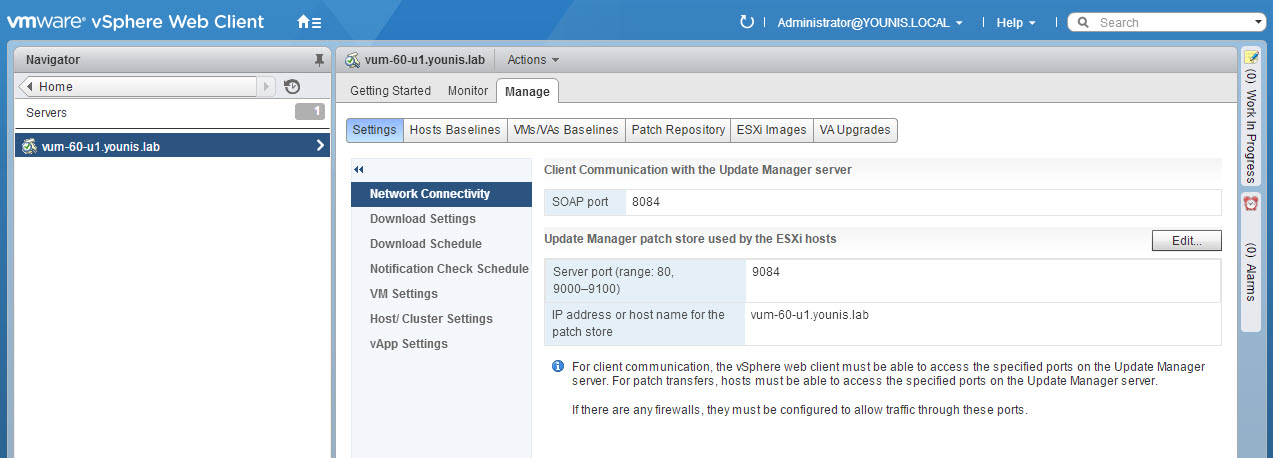 vmware® vSphere Web Client
Administrator@YOUNIS.LOCAL
Help
Search
Navigator
Home
Servers
1
vum-60-u1.younis.lab
vum-60-u1.younis.lab
Actions
Getting Started
Monitor
Manage
Settings
Hosts Baselines
VMs/VAs Baselines
Patch Repository
ESXi Images
VA Upgrades
Network Connectivity
Download Settings
Download Schedule
Notification Check Schedule
VM Settings
Host/ Cluster Settings
vApp Settings
Client Communication with the Update Manager server
SOAP port
8084
Update Manager patch store used by the ESXi hosts
Edit...
Server port (range: 80,
9000–9100)
9084
IP address or host name for the
patch store
vum-60-u1.younis.lab
For client communication, the vSphere web client must be able to access the specified ports on the Update Manager
server. For patch transfers, hosts must be able to access the specified ports on the Update Manager server.
If there are any firewalls, they must be configured to allow traffic through these ports.
(0) Work In Progress
(0) Alarms